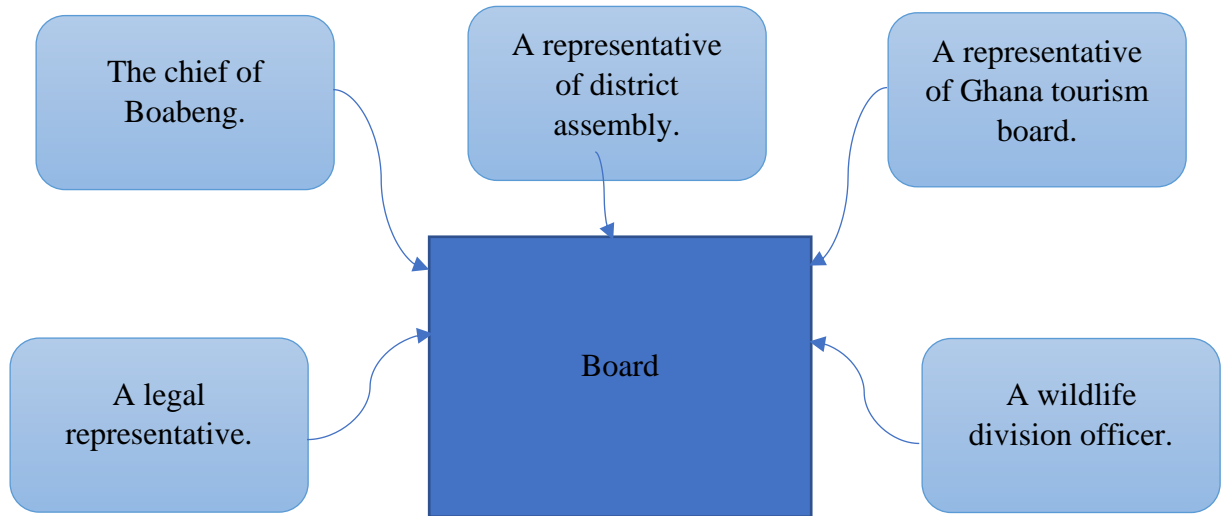 The chief of
Boabeng.
A representative
of district
assembly.
A representative
of Ghana tourism
board.
A legal
representative.
Board
A wildlife
division officer.